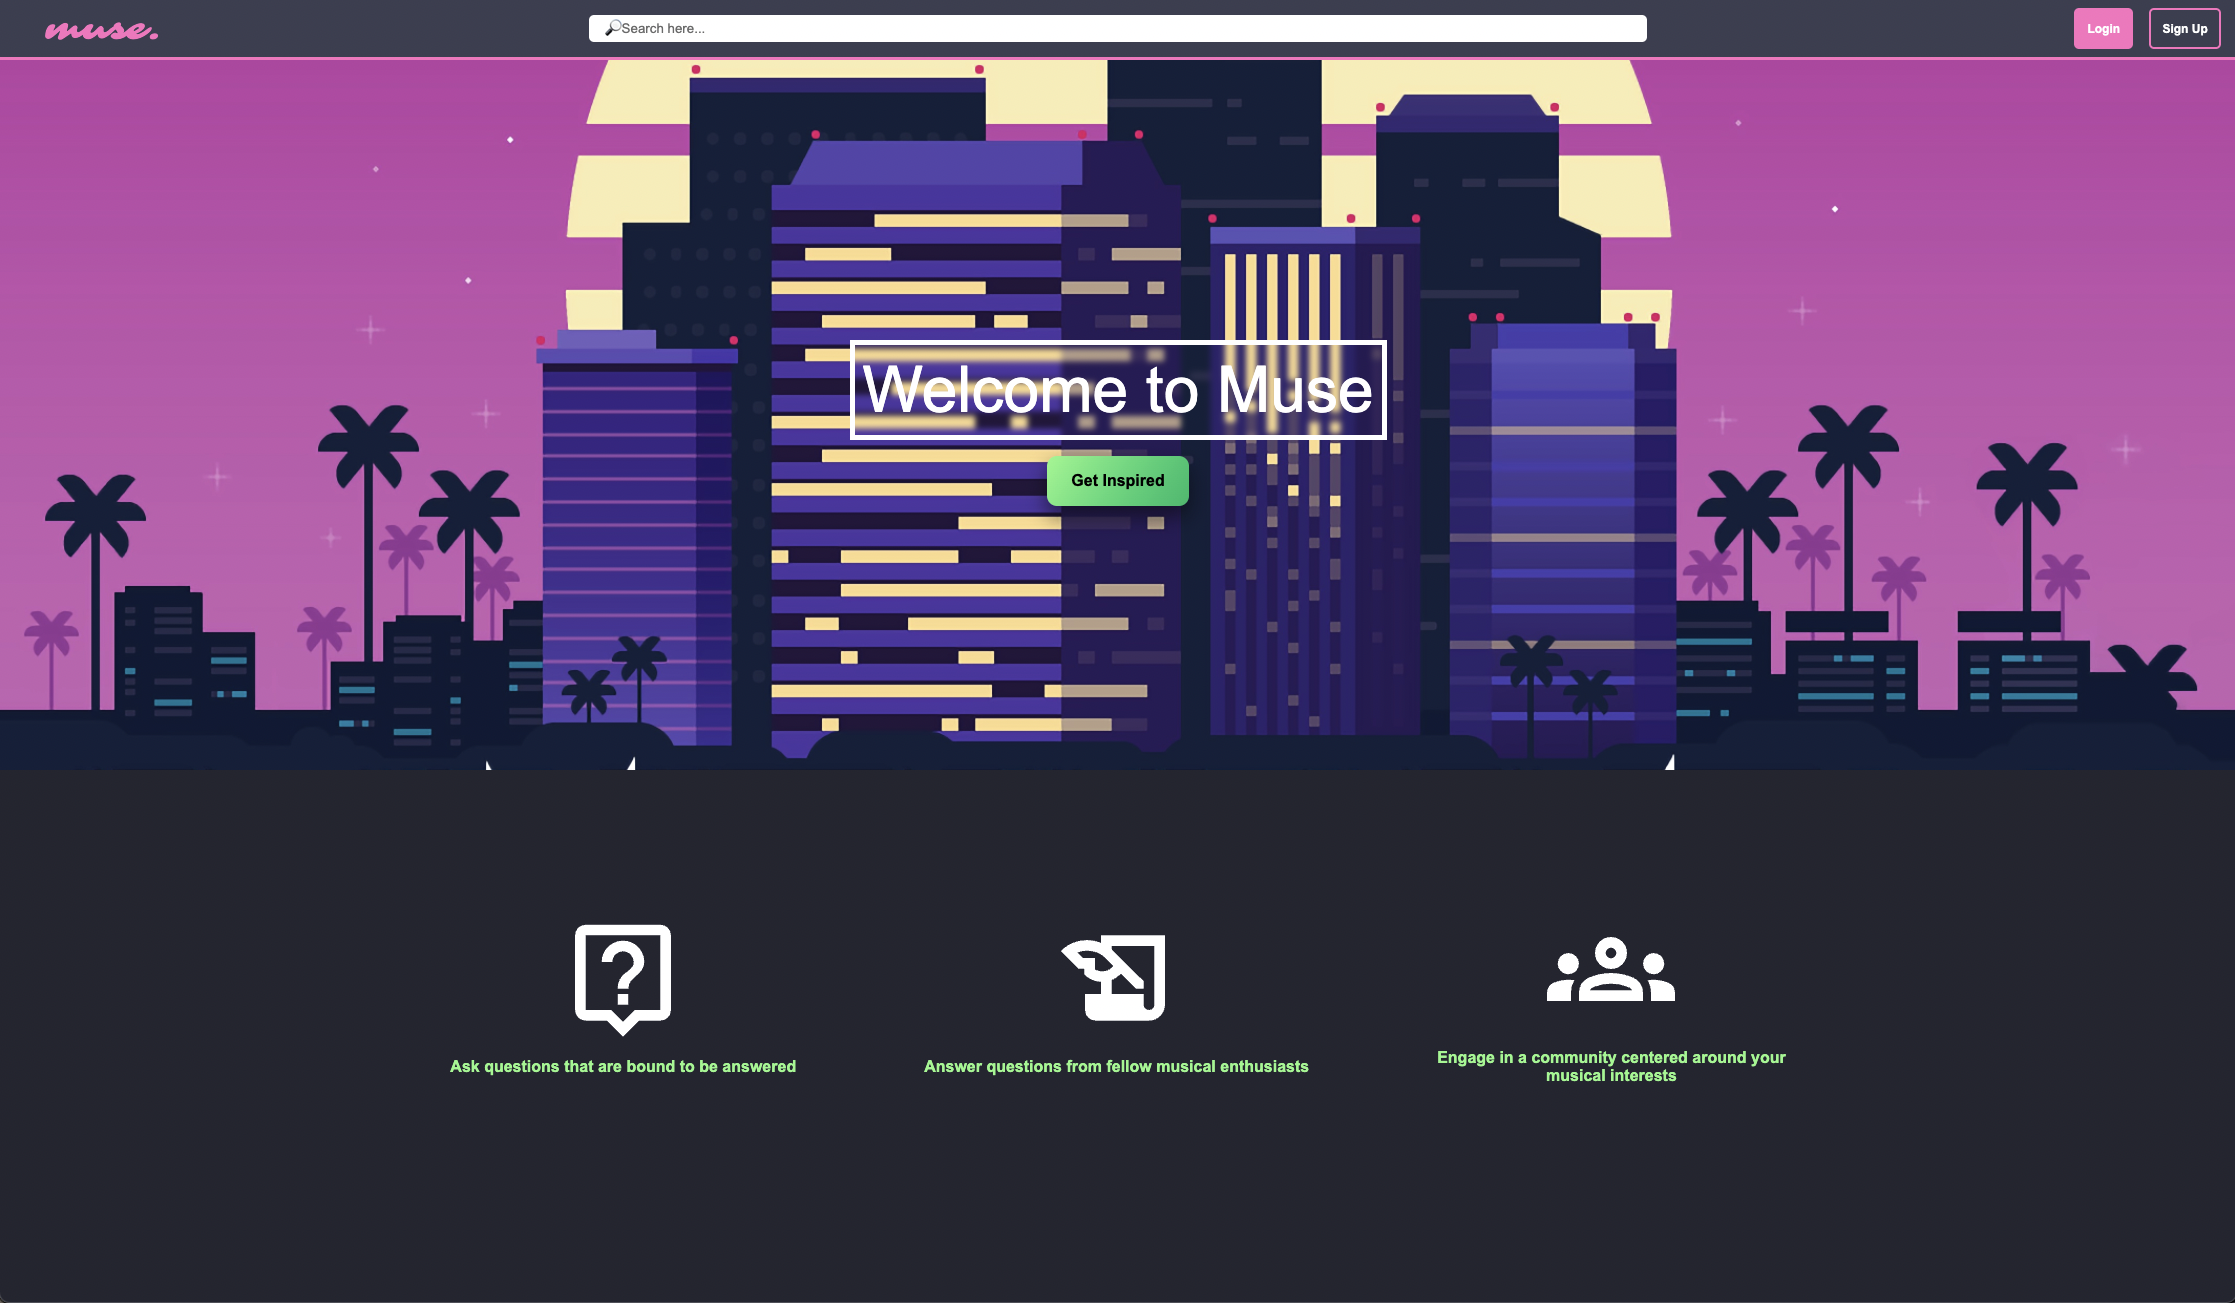 muse.
🔎Search here...
Login
Sign Up
Welcome to Muse
Get Inspired
Ask questions that are bound to be answered
Answer questions from fellow musical enthusiasts
Engage in a community centered around your
musical interests